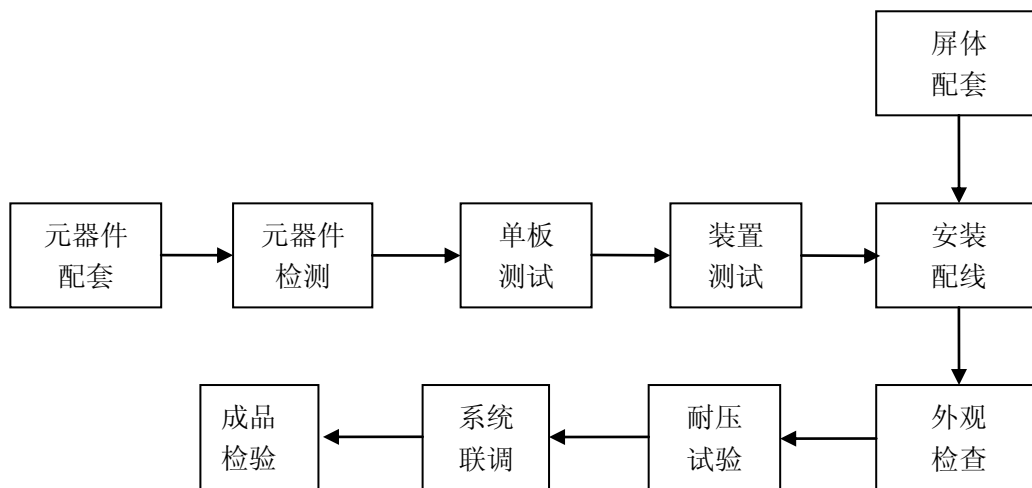 屏体
配套
元器件
配套
元器件
检测
单板
测试
装置
测试
安装
配线
成品
检验
系统
联调
耐压
试验
外观
检查